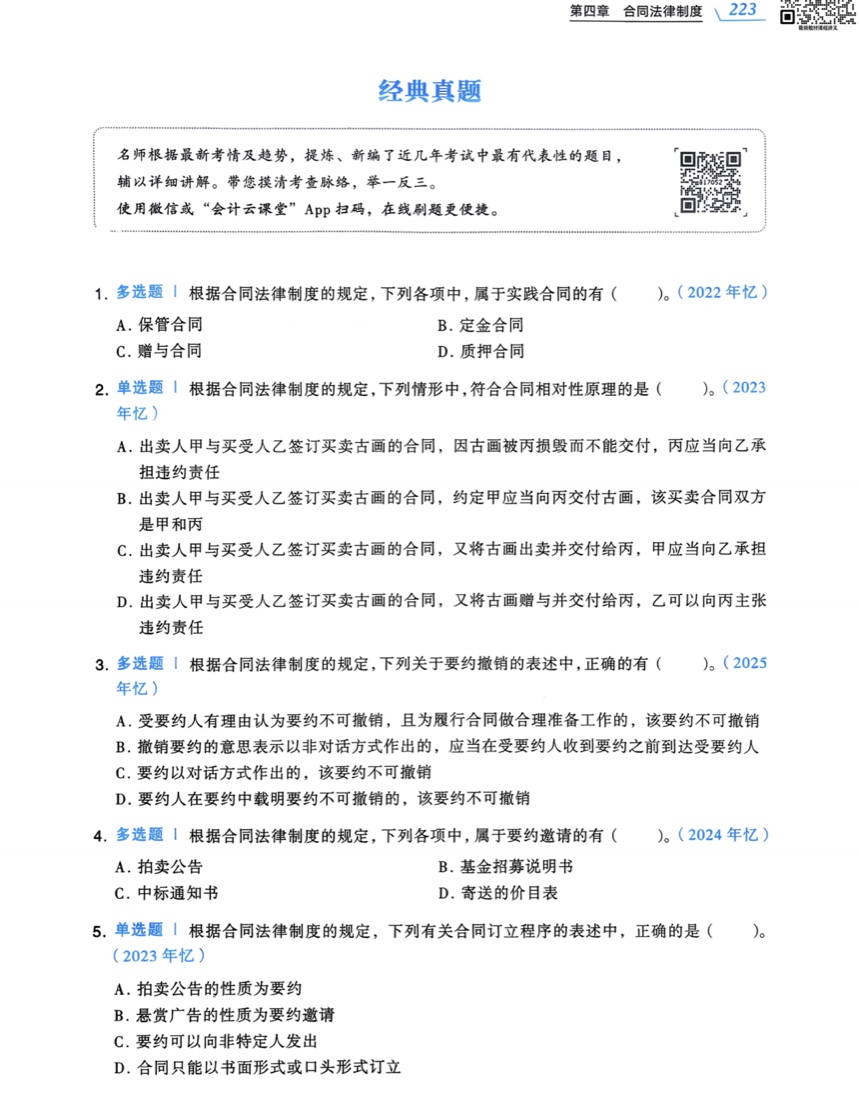 第四章 合同法律制度 223
经典真题
名师根据最新考情及趋势，提炼、新编了近几年考试中最有代表性的题目，
辅以详细讲解。带您摸清考查脉络，举一反三。
使用微信或“会计云课堂”App 扫码，在线刷题更便捷。
1. 多选题 | 根据合同法律制度的规定，下列各项中，属于实践合同的有（ ）。（2022 年忆）
A. 保管合同 B. 定金合同
C. 赠与合同 D. 质押合同
2. 单选题 | 根据合同法律制度的规定，下列情形中，符合合同相对性原理的是（ ）。（2023
年忆）
A. 出卖人甲与买受人乙签订买卖古画的合同，因古画被丙损毁而不能交付，丙应当向乙承
担违约责任
B. 出卖人甲与买受人乙签订买卖古画的合同，约定甲应当向丙交付古画，该买卖合同双方
是甲和丙
C. 出卖人甲与买受人乙签订买卖古画的合同，又将古画出卖并交付给丙，甲应当向乙承担
违约责任
D. 出卖人甲与买受人乙签订买卖古画的合同，又将古画赠与并交付给丙，乙可以向丙主张
违约责任
3. 多选题 | 根据合同法律制度的规定，下列关于要约撤销的表述中，正确的有（ ）。（2025
年忆）
A. 受要约人有理由认为要约不可撤销，且为履行合同做合理准备工作的，该要约不可撤销
B. 撤销要约的意思表示以非对话方式作出的，应当在受要约人收到要约之前到达受要约人
C. 要约以对话方式作出的，该要约不可撤销
D. 要约人在要约中载明要约不可撤销的，该要约不可撤销
4. 多选题 | 根据合同法律制度的规定，下列各项中，属于要约邀请的有（ ）。（2024 年忆）
A. 拍卖公告 B. 基金招募说明书
C. 中标通知书 D. 寄送的价目表
5. 单选题 | 根据合同法律制度的规定，下列有关合同订立程序的表述中，正确的是（ ）。
（2023 年忆）
A. 拍卖公告的性质为要约
B. 悬赏广告的性质为要约邀请
C. 要约可以向非特定人发出
D. 合同只能以书面形式或口头形式订立